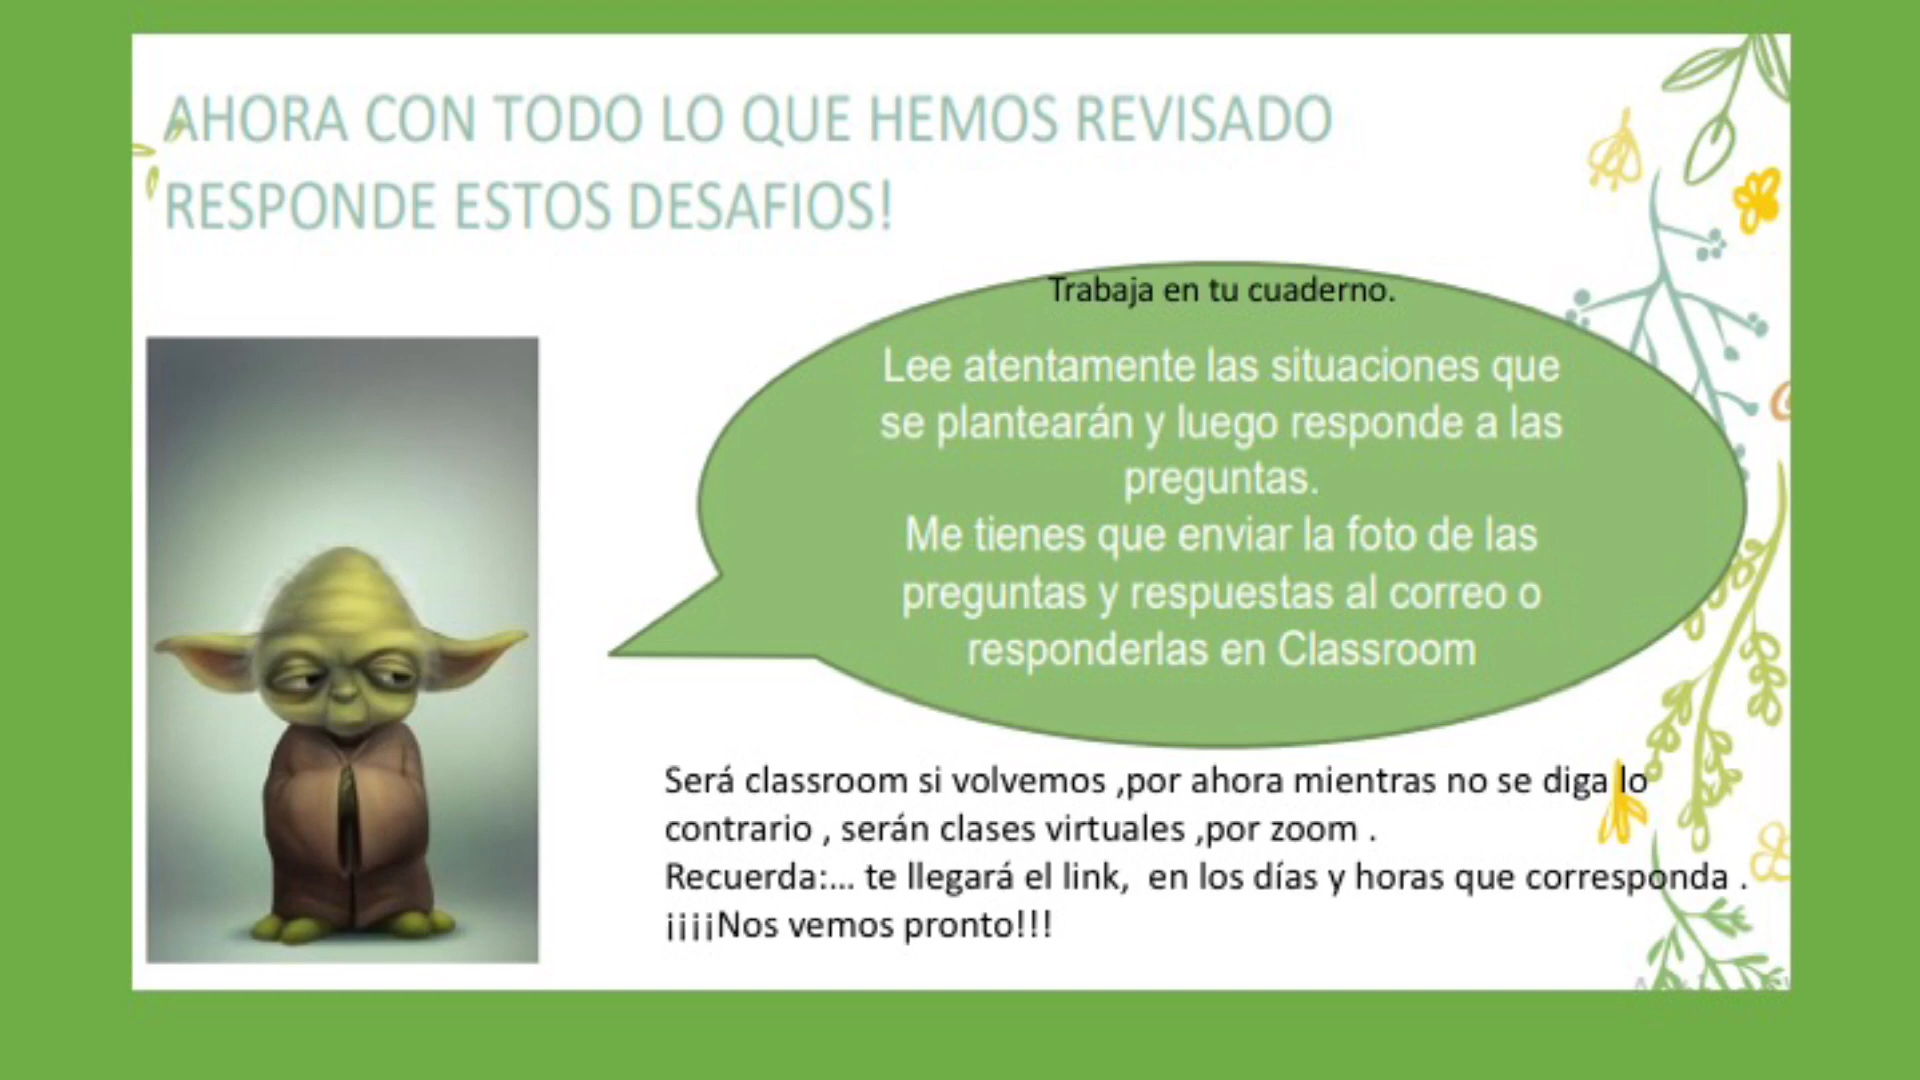 AHORA CON TODO LO QUE HEMOS REVISADO
RESPONDE ESTOS DESAFIOS!
Trabaja en tu cuaderno.
Lee atentamente las situaciones que
se plantearán y luego responde a las
preguntas.
Me tienes que enviar la foto de las
preguntas y respuestas al correo o
responderlas en Classroom
Será classroom si volvemos ,por ahora mientras no se diga lo
contrario , serán clases virtuales ,por zoom .
Recuerda:... te llegará el link, en los días y horas que corresponda .
¡¡¡¡Nos vemos pronto!!!